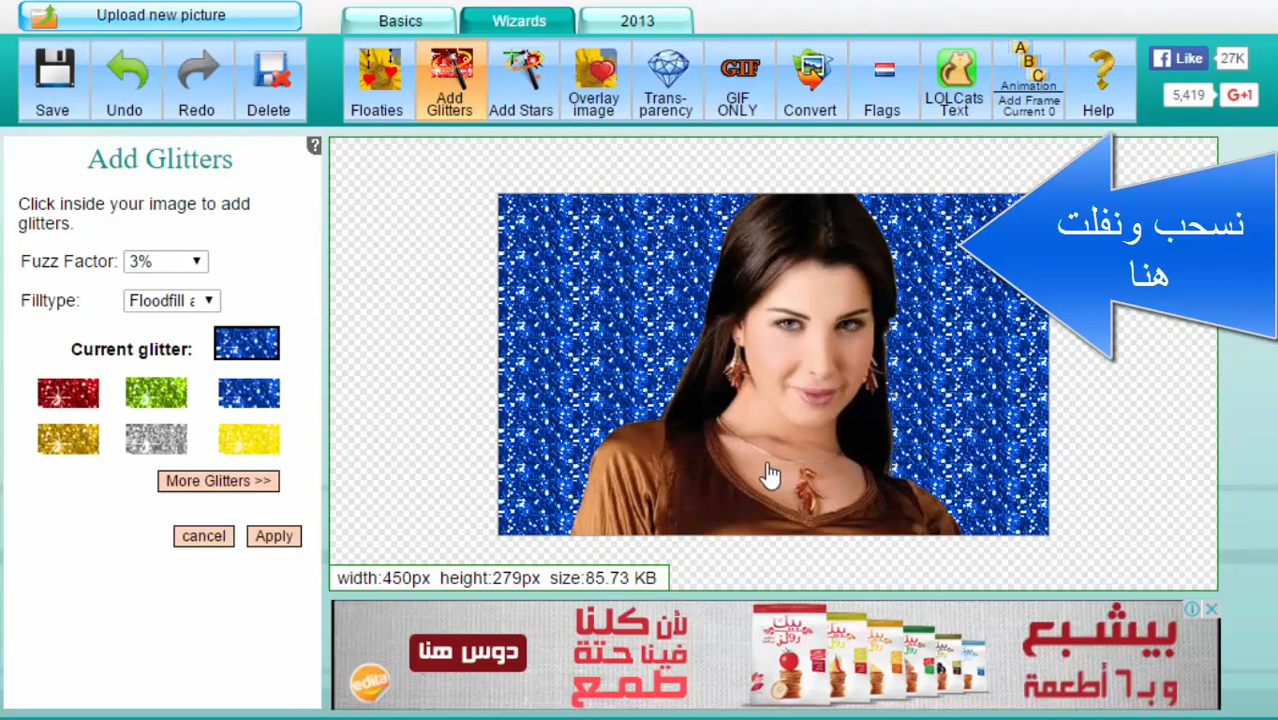 Upload new picture
Basics
Wizards
2013
Save
Undo
Redo
Delete
Floaties
Add
Glitters
Add Stars
Overlay
image
Trans-
parency
GIF
GIF
ONLY
Convert
Flags
LOLCats
Text
A
B
C
Animation
Add Frame
Current 0
?
Help
f Like
27K
5,419
G+1
Add Glitters
?
Click inside your image to add
glitters.
Fuzz Factor: 3%
Filltype: Floodfill a
Current glitter:
More Glitters >>
cancel
Apply
نسحب ونفلت
هنا
width:450px height:279px size:85.73 KB
edita
دوس هنا
لأن كلنا
فينا حتة
طمع
بيك
رولز
بيشبع
وبـ٦ أطعمة